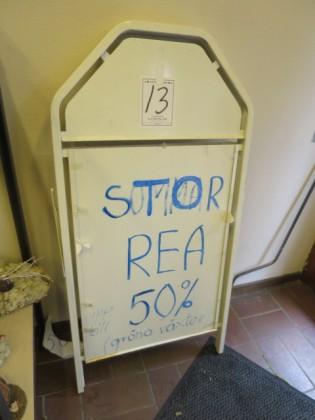 13
STOR
REA
50%
(gröna växter